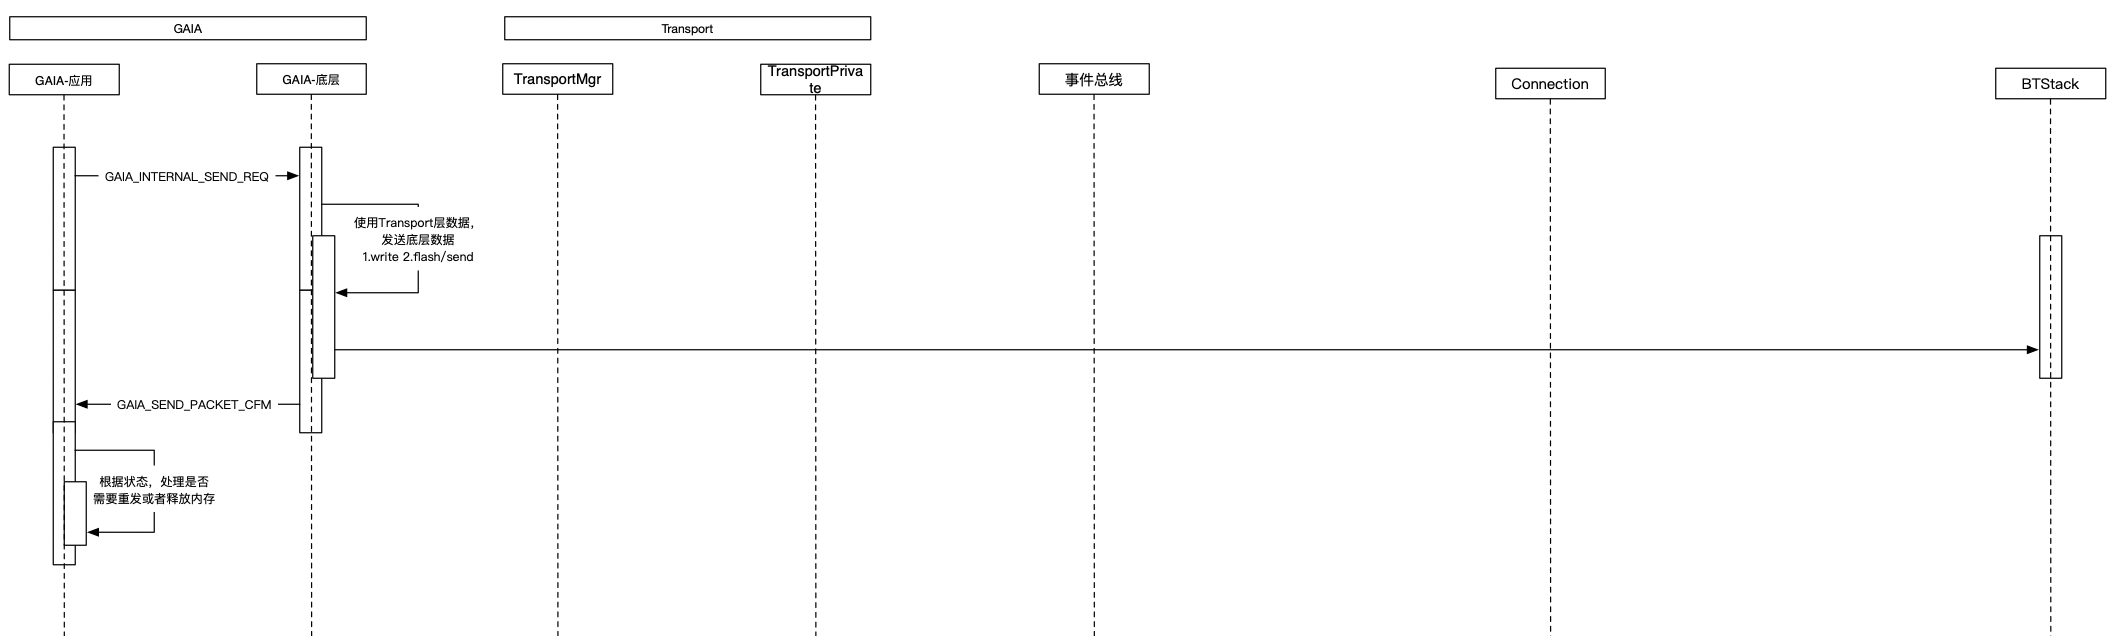 GAIA
Transport
GAIA-应用
GAIA-底层
TransportMgr
TransportPriva
te
事件总线
Connection
BTStack
GAIA_INTERNAL_SEND_REQ
使用Transport层数据，
发送底层数据
1.write 2.flash/send
GAIA_SEND_PACKET_CFM
根据状态，处理是否
需要重发或者释放内存